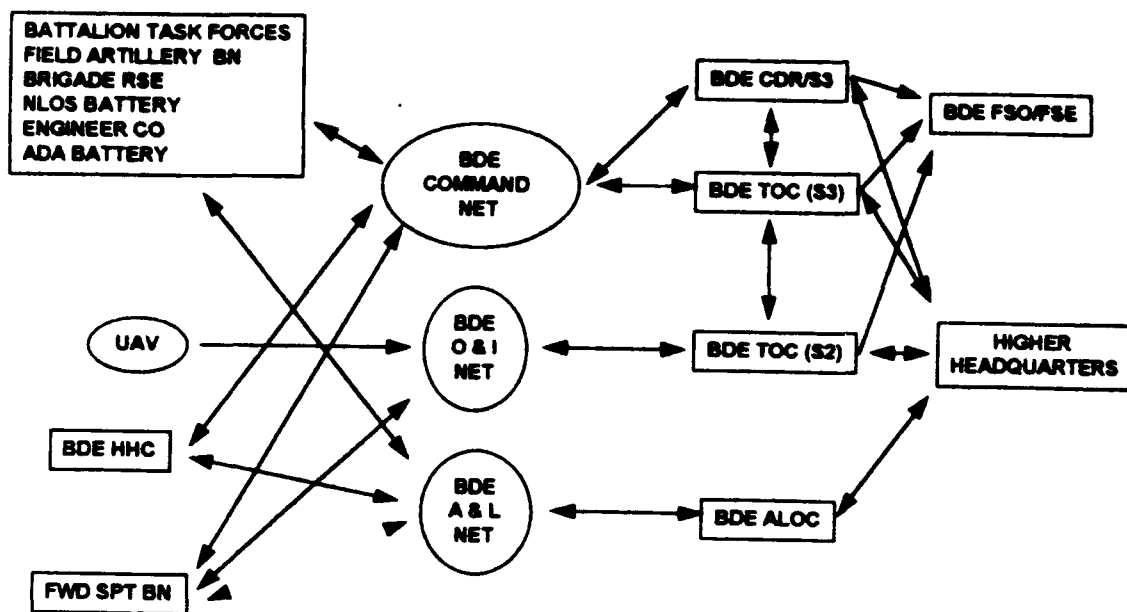 BATTALION TASK FORCES
FIELD ARTILLERY BN
BRIGADE RSE
NLOS BATTERY
ENGINEER CO
ADA BATTERY
BDE
COMMAND
NET
BDE CDR/S3
BDE FSO/FSE
BDE TOC (S3)
UAV
BDE
O & I
NET
BDE TOC (S2)
HIGHER
HEADQUARTERS
BDE HHC
BDE
A & L
NET
BDE ALOC
FWD SPT BN